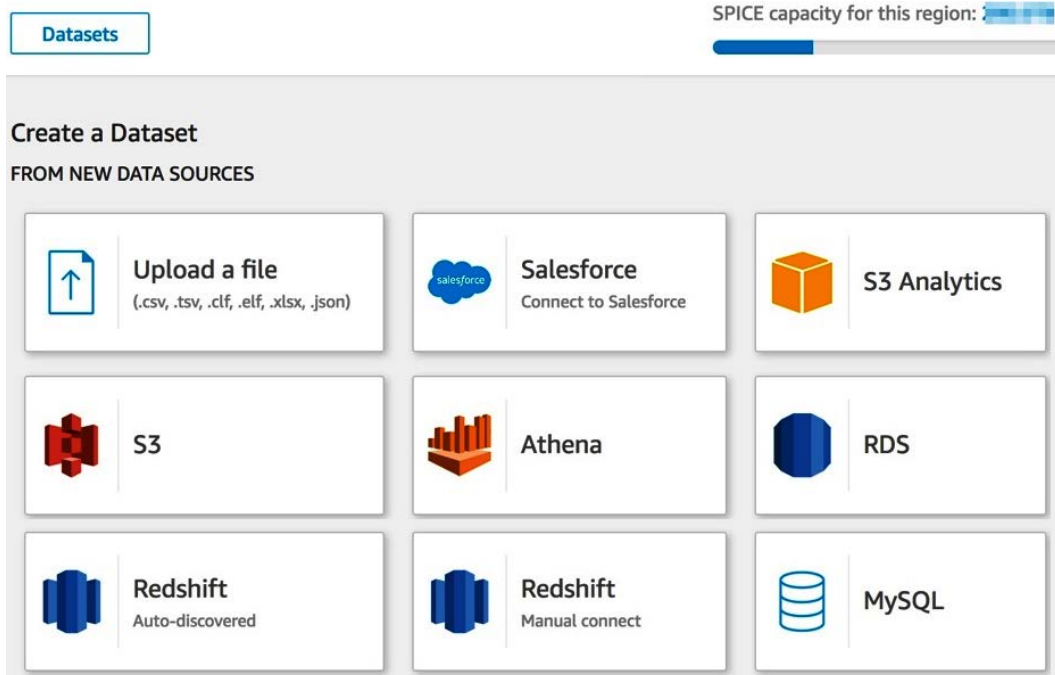 Datasets
SPICE capacity for this region:
Create a Dataset
FROM NEW DATA SOURCES
Upload a file
(.csv, .tsv, .clf, .elf, .xlsx, .json)
salesforce
Salesforce
Connect to Salesforce
S3 Analytics
S3
Athena
RDS
Redshift
Auto-discovered
Redshift
Manual connect
MySQL